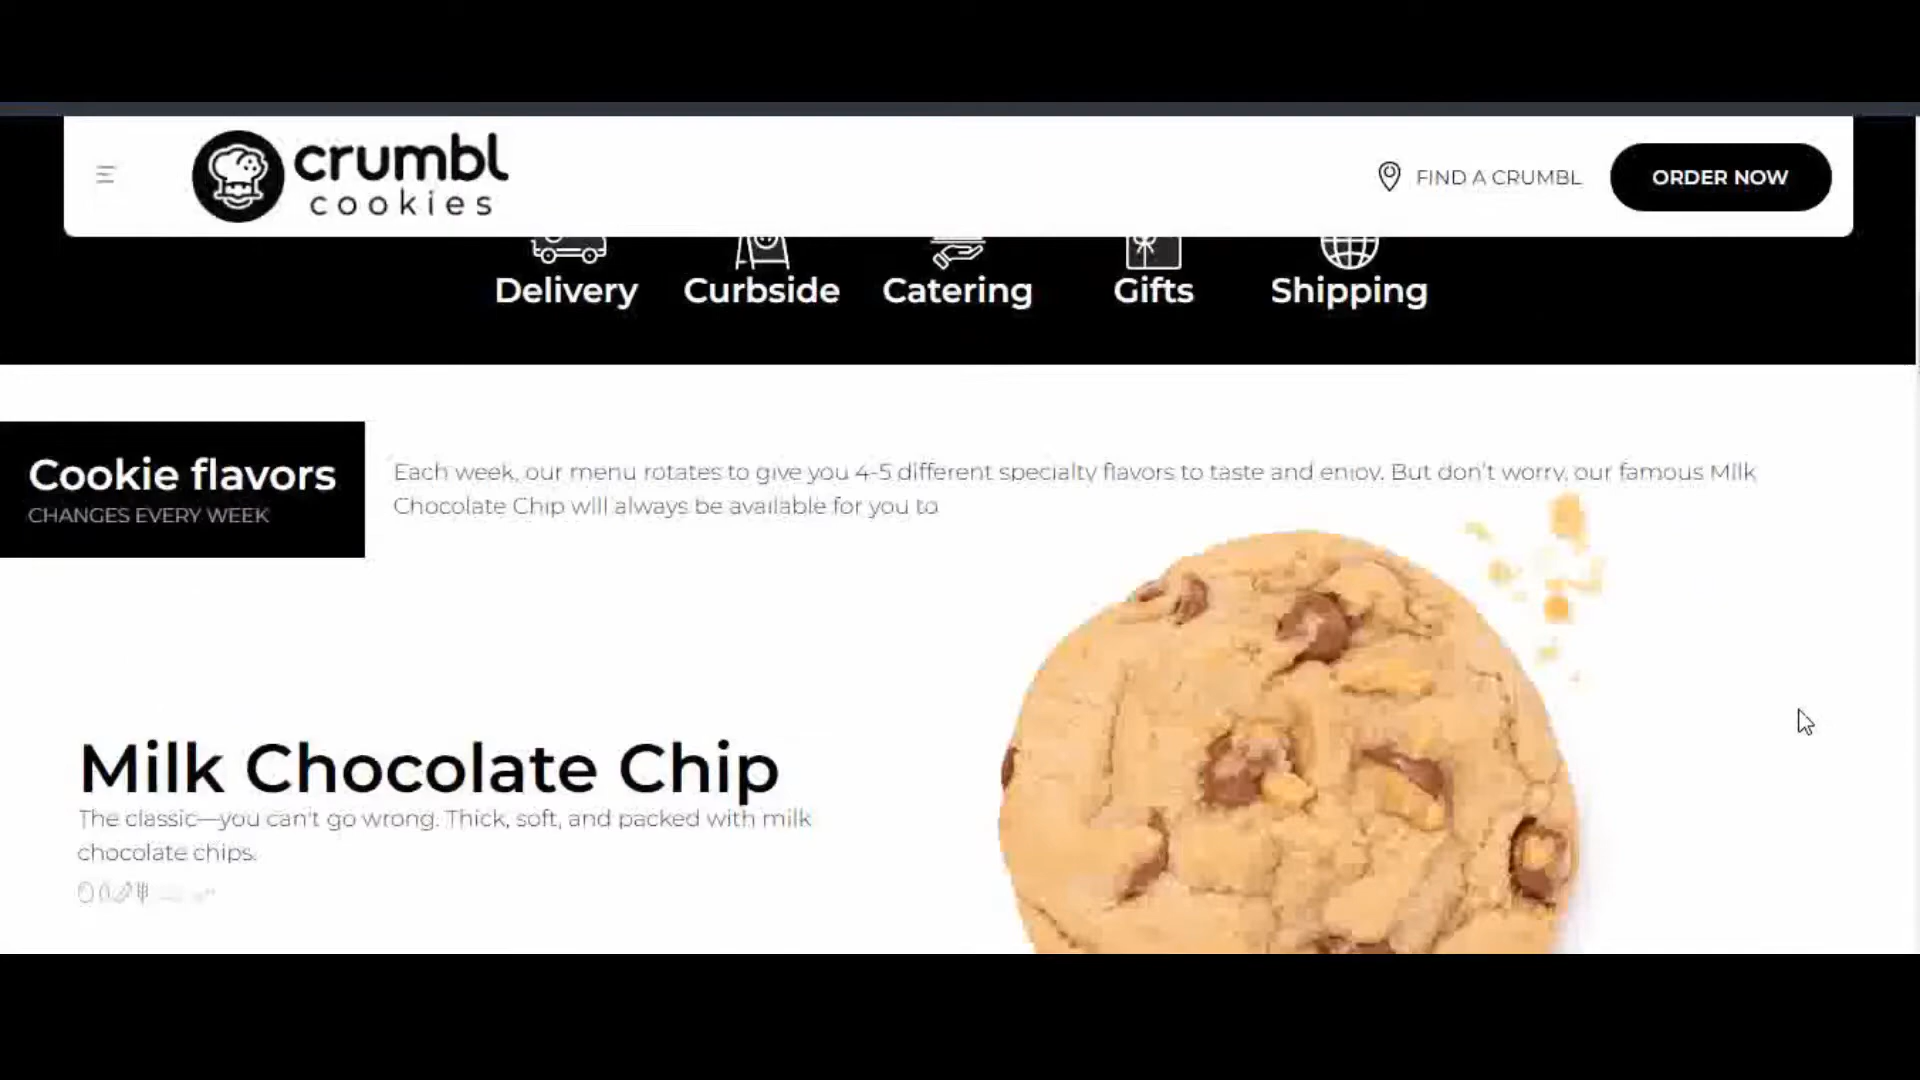 crumbl
cookies
FIND A CRUMBL
ORDER NOW
Delivery
Curbside
Catering
Gifts
Shipping
Cookie flavors
CHANGES EVERY WEEK
Each week, our menu rotates to give you 4-5 different specialty flavors to taste and enjoy. But don't worry, our famous Milk
Chocolate Chip will always be available for you to
Milk Chocolate Chip
The classic—you can't go wrong. Thick, soft, and packed with milk
chocolate chips.